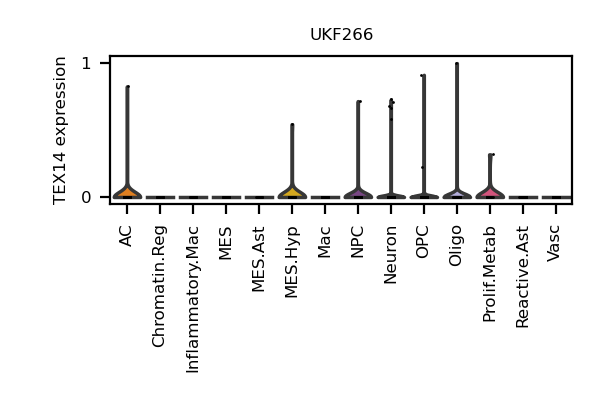 UKF266
TEX14 expression
1
0
AC
Chromatin.Reg
Inflammatory.Mac
MES
MES.Ast
MES.Hyp
Mac
NPC
Neuron
OPC
Oligo
Prolif.Metab
Reactive.Ast
Vasc